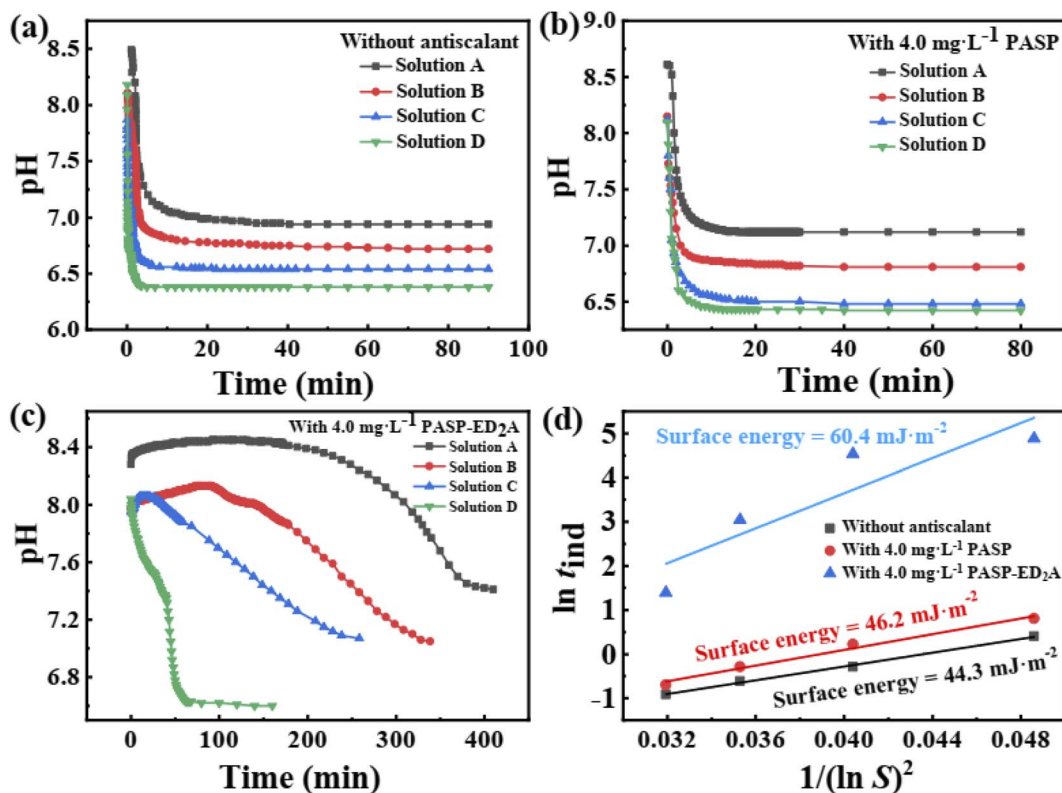 (a)
Without antiscalant
Solution A
Solution B
Solution C
Solution D
8.5
8.0
7.5
7.0
6.5
6.0
pH
0 20 40 60 80 100
Time (min)
(b)
With 4.0 mg·L⁻¹ PASP
Solution A
Solution B
Solution C
Solution D
9.0
8.5
8.0
7.5
7.0
6.5
pH
0 20 40 60 80
Time (min)
(c)
With 4.0 mg·L⁻¹ PASP-ED₂A
Solution A
Solution B
Solution C
Solution D
8.4
8.0
7.6
7.2
6.8
pH
0 100 200 300 400
Time (min)
(d)
Surface energy = 60.4 mJ·m⁻²
Without antiscalant
With 4.0 mg·L⁻¹ PASP
With 4.0 mg·L⁻¹ PASP-ED₂A
Surface energy = 46.2 mJ·m⁻²
Surface energy = 44.3 mJ·m⁻²
5
4
3
2
1
0
−1
ln t_ind
0.032 0.036 0.040 0.044 0.048
1/(ln S)²